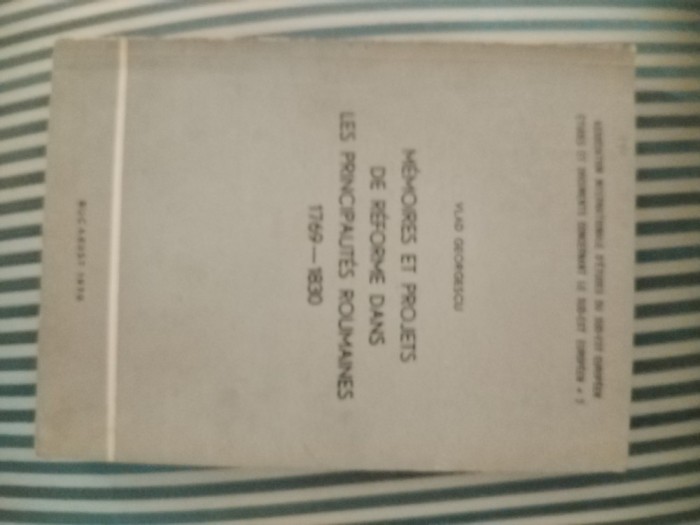 ASSOCIATION INTERNATIONALE D'ÉTUDES DU SUD-EST EUROPÉEN
ÉTUDES ET DOCUMENTS CONCERNANT LE SUD-EST EUROPÉEN
VLAD GEORGESCU
MÉMOIRES ET PROJETS
DE RÉFORME DANS
LES PRINCIPAUTÉS ROUMAINES
1769—1830
BUCAREST